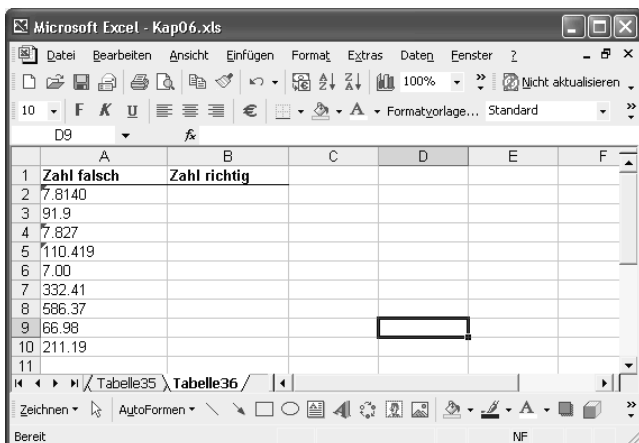 Microsoft Excel - Kap06.xls
Datei Bearbeiten Ansicht Einfügen Format Extras Daten Fenster ?
100% Nicht aktualisieren
10 F K U € A Formatvorlage... Standard
D9 fx
A B C D E F
1 Zahl falsch Zahl richtig
2 7.8140
3 91.9
4 7.827
5 110.419
6 7.00
7 332.41
8 586.37
9 66.98
10 211.19
11
Tabelle35 Tabelle36
Zeichnen AutoFormen A
Bereit NF